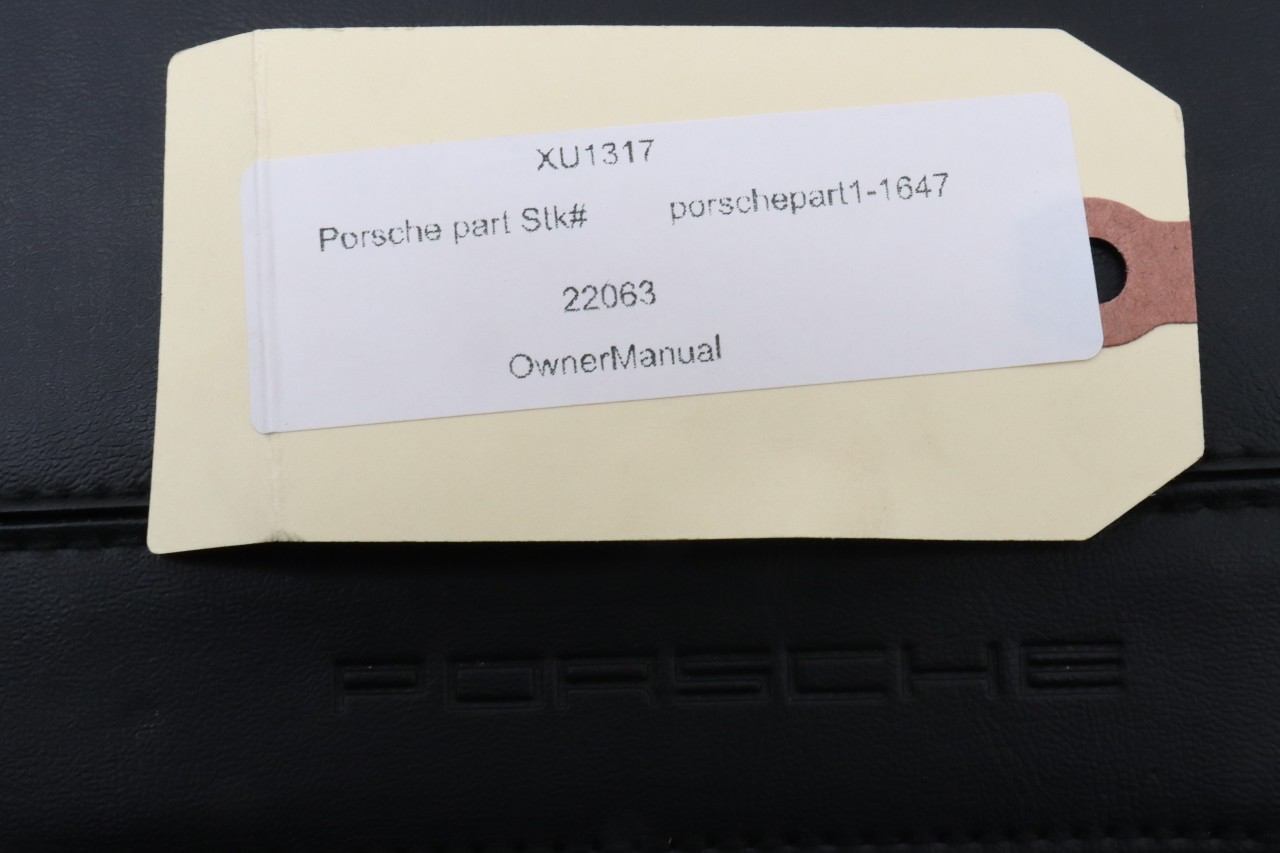 XU1317
Porsche part Stk# porschepart1-1647
22063
OwnerManual
PORSCHE